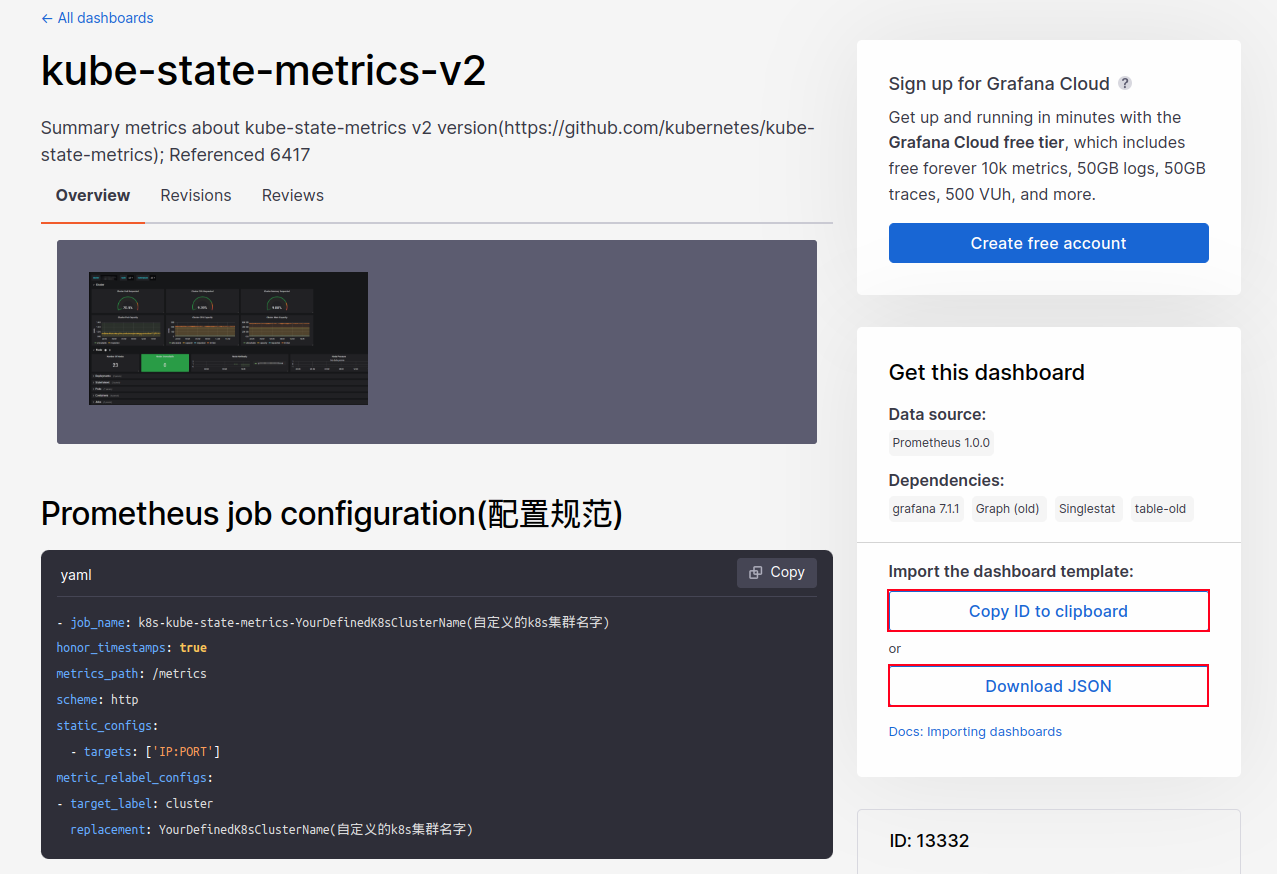 ← All dashboards
kube-state-metrics-v2
Summary metrics about kube-state-metrics v2 version(https://github.com/kubernetes/kube-
state-metrics); Referenced 6417
Overview Revisions Reviews
Prometheus job configuration(配置规范)
yaml
Copy
- job_name: k8s-kube-state-metrics-YourDefinedK8sClusterName(自定义的k8s集群名字)
honor_timestamps: true
metrics_path: /metrics
scheme: http
static_configs:
- targets: ['IP:PORT']
metric_relabel_configs:
- target_label: cluster
replacement: YourDefinedK8sClusterName(自定义的k8s集群名字)
Sign up for Grafana Cloud ?
Get up and running in minutes with the
Grafana Cloud free tier, which includes
free forever 10k metrics, 50GB logs, 50GB
traces, 500 VUh, and more.
Create free account
Get this dashboard
Data source:
Prometheus 1.0.0
Dependencies:
grafana 7.1.1 Graph (old) Singlestat table-old
Import the dashboard template:
Copy ID to clipboard
or
Download JSON
Docs: Importing dashboards
ID: 13332